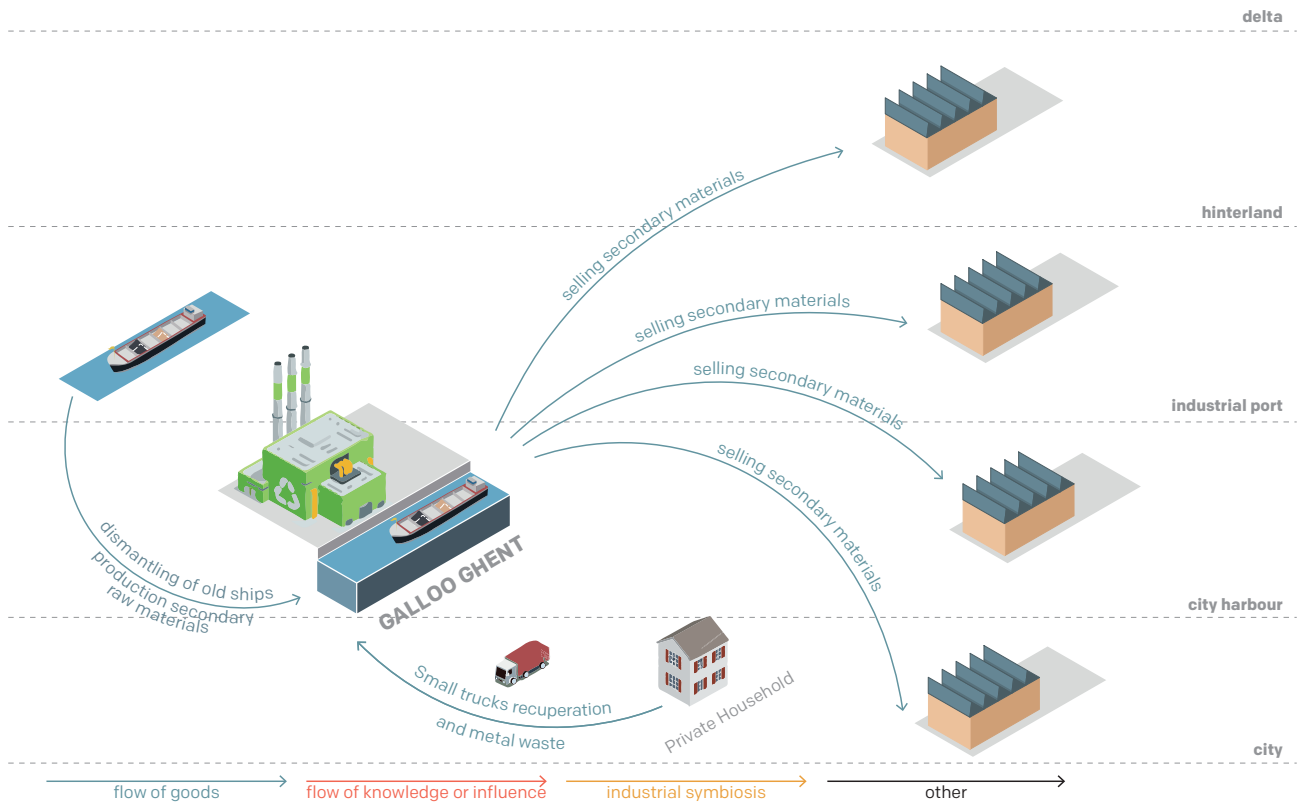 delta
hinterland
selling secondary materials
selling secondary materials
industrial port
selling secondary materials
selling secondary materials
dismantling of old ships
production secondary
raw materials
GALLOO GHENT
city harbour
Small trucks recuperation
and metal waste
Private Household
city
flow of goods
flow of knowledge or influence
industrial symbiosis
other